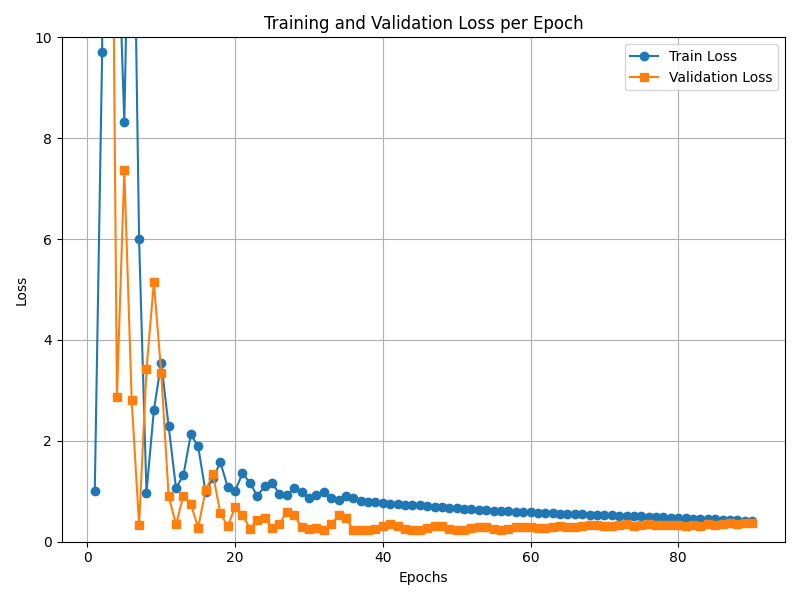 Training and Validation Loss per Epoch
Train Loss
Validation Loss
Loss
10
8
6
4
2
0
0 20 40 60 80
Epochs